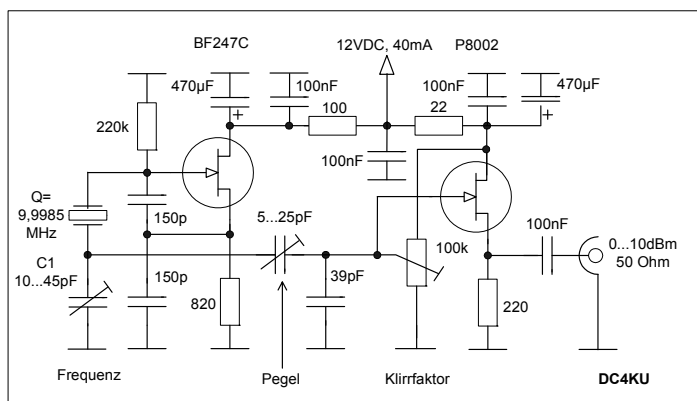 BF247C
12VDC, 40mA
P8002
470µF
100nF
100nF
470µF
+
100
22
+
220k
100nF
Q=
9,9985
MHz
150p
5...25pF
100nF
0...10dBm
50 Ohm
C1
10...45pF
100k
150p
820
39pF
220
Frequenz
Pegel
Klirrfaktor
DC4KU